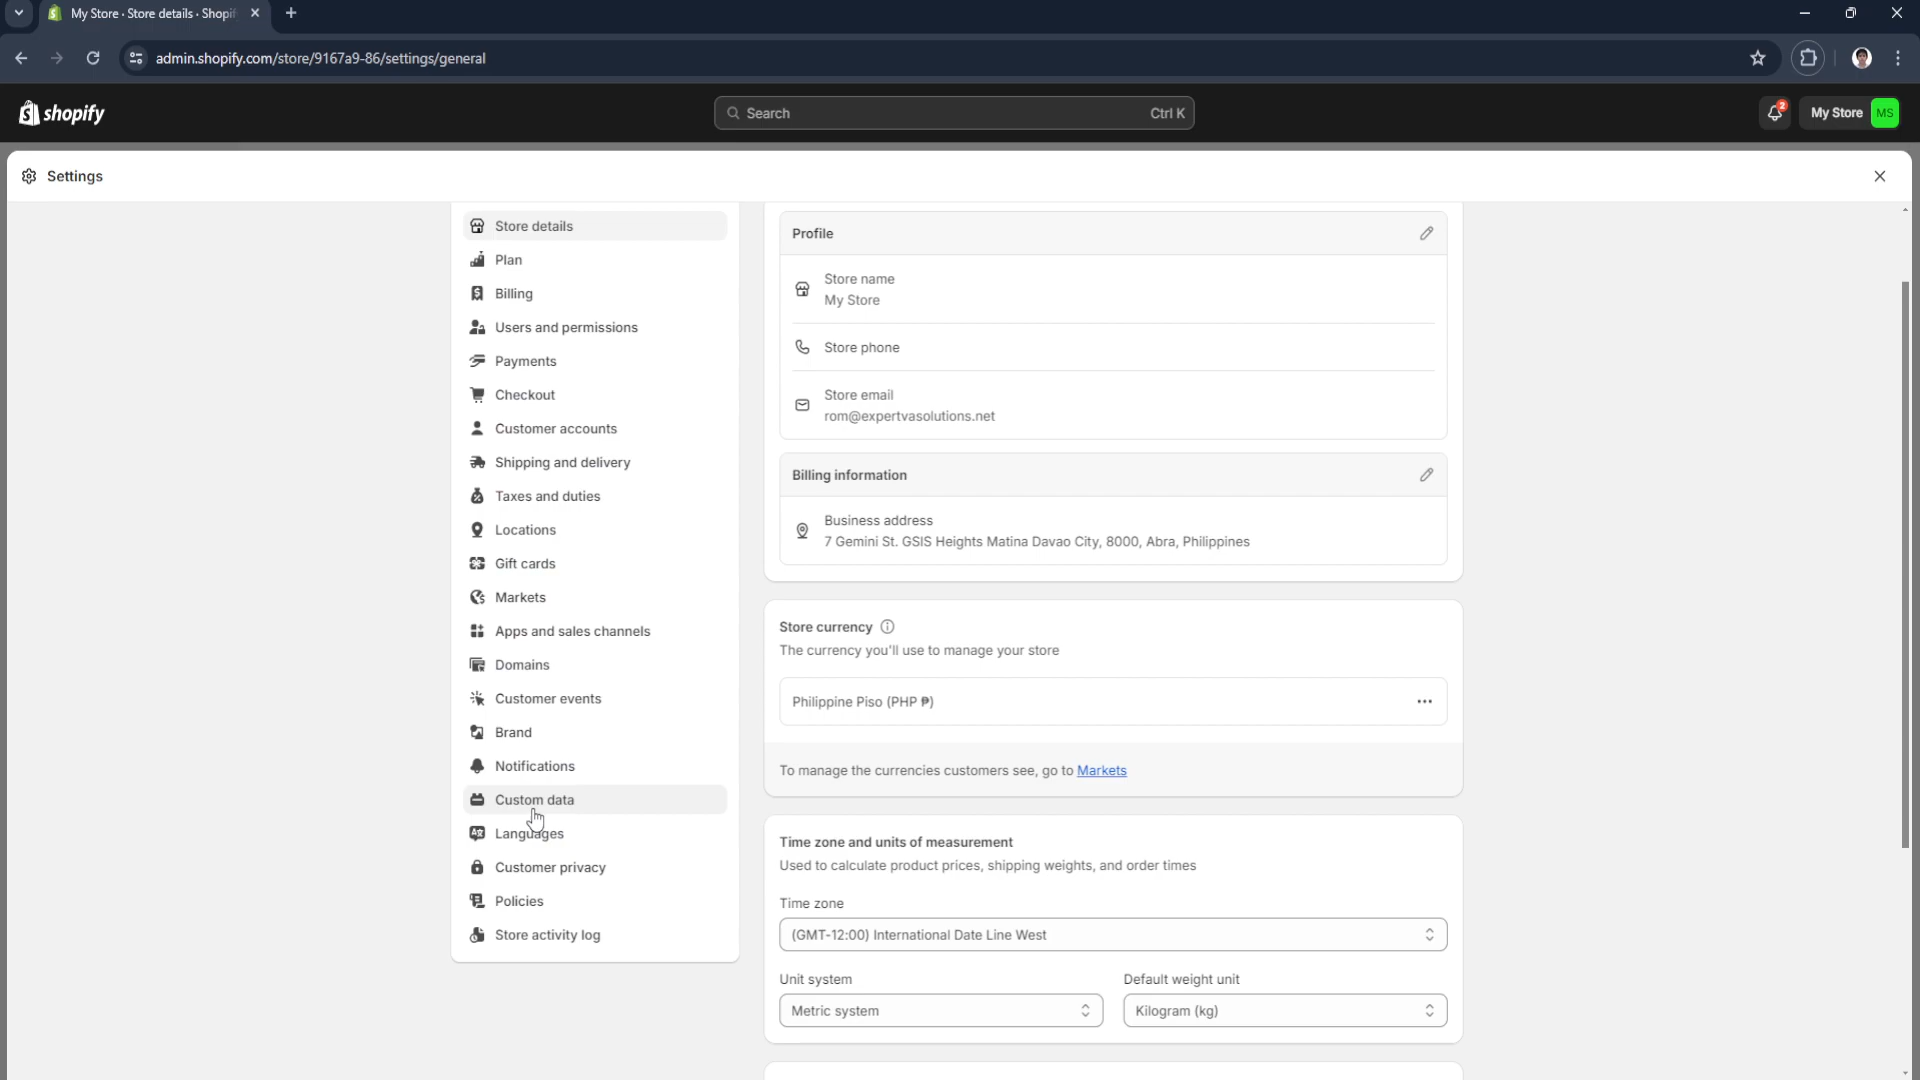 My Store · Store details · Shopif
admin.shopify.com/store/9167a9-86/settings/general
shopify
Search
Ctrl K
2
My Store
MS
Settings
Store details
Plan
Billing
Users and permissions
Payments
Checkout
Customer accounts
Shipping and delivery
Taxes and duties
Locations
Gift cards
Markets
Apps and sales channels
Domains
Customer events
Brand
Notifications
Custom data
Languages
Customer privacy
Policies
Store activity log
Profile
Store name
My Store
Store phone
Store email
rom@expertvasolutions.net
Billing information
Business address
7 Gemini St. GSIS Heights Matina Davao City, 8000, Abra, Philippines
Store currency
The currency you'll use to manage your store
Philippine Piso (PHP ₱)
To manage the currencies customers see, go to Markets
Time zone and units of measurement
Used to calculate product prices, shipping weights, and order times
Time zone
(GMT-12:00) International Date Line West
Unit system
Default weight unit
Metric system
Kilogram (kg)